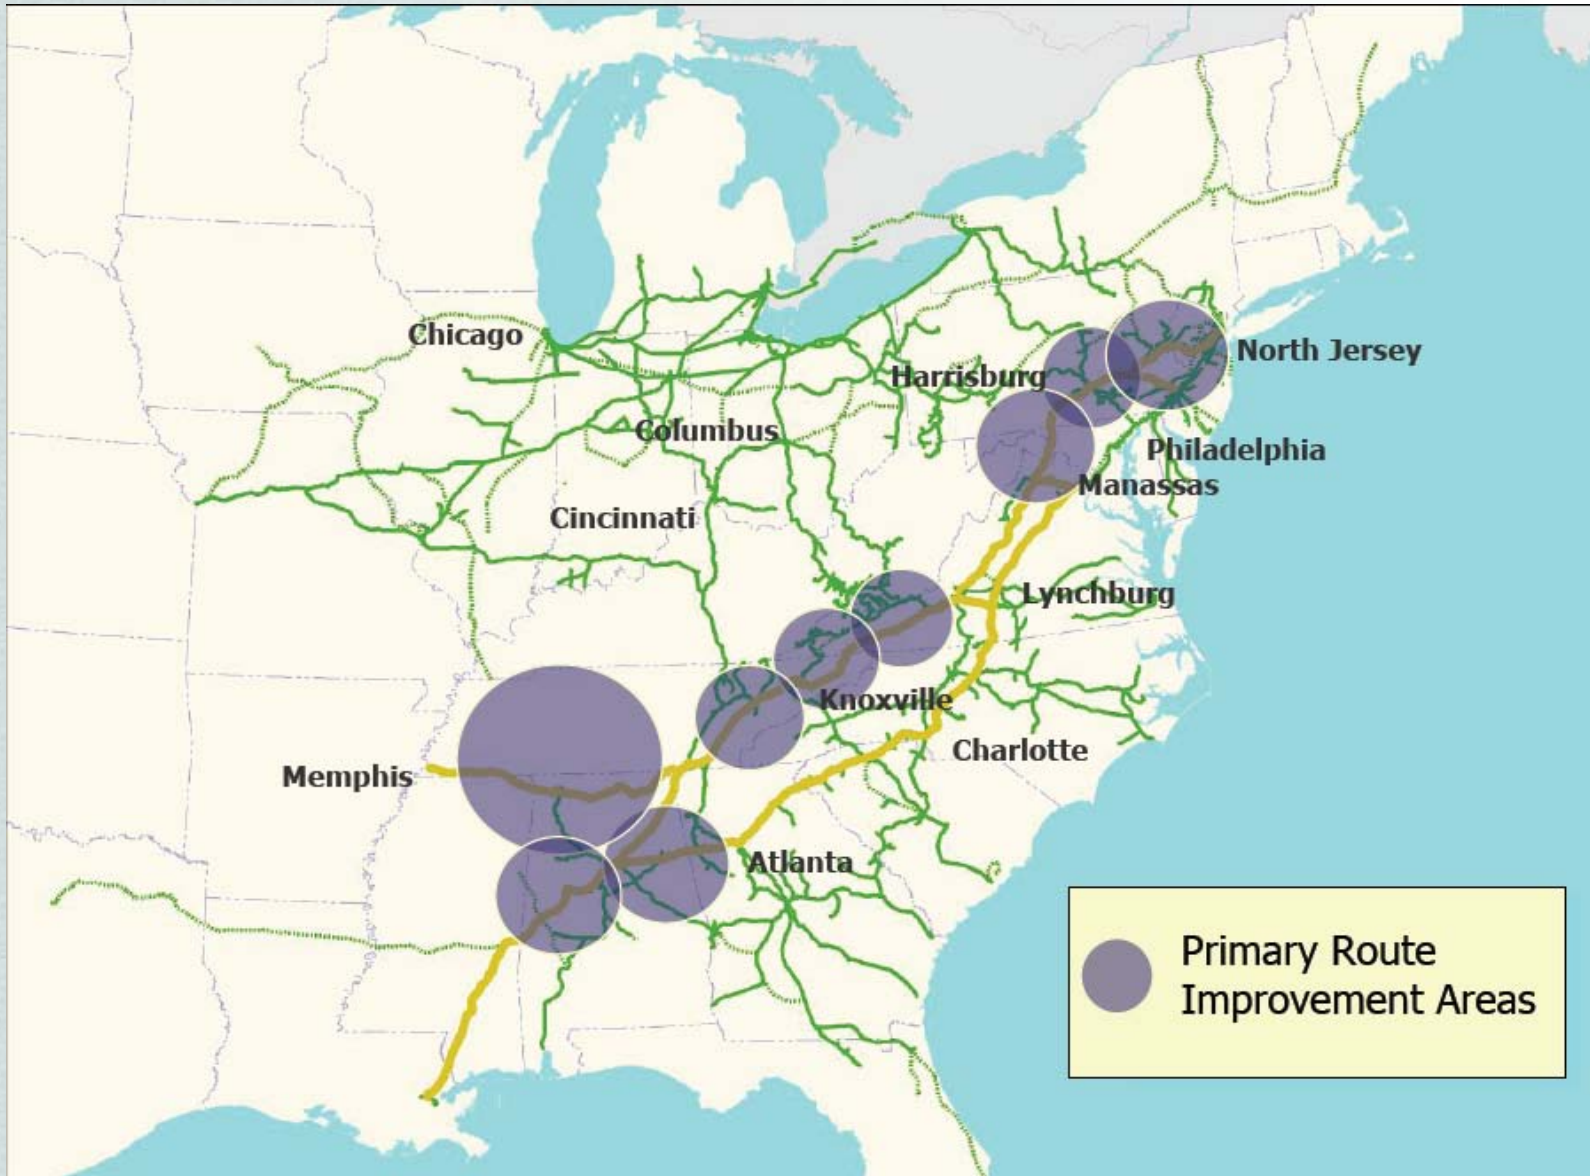 Chicago
North Jersey
Harrisburg
Columbus
Philadelphia
Manassas
Cincinnati
Lynchburg
Knoxville
Charlotte
Memphis
Atlanta
Primary Route
Improvement Areas